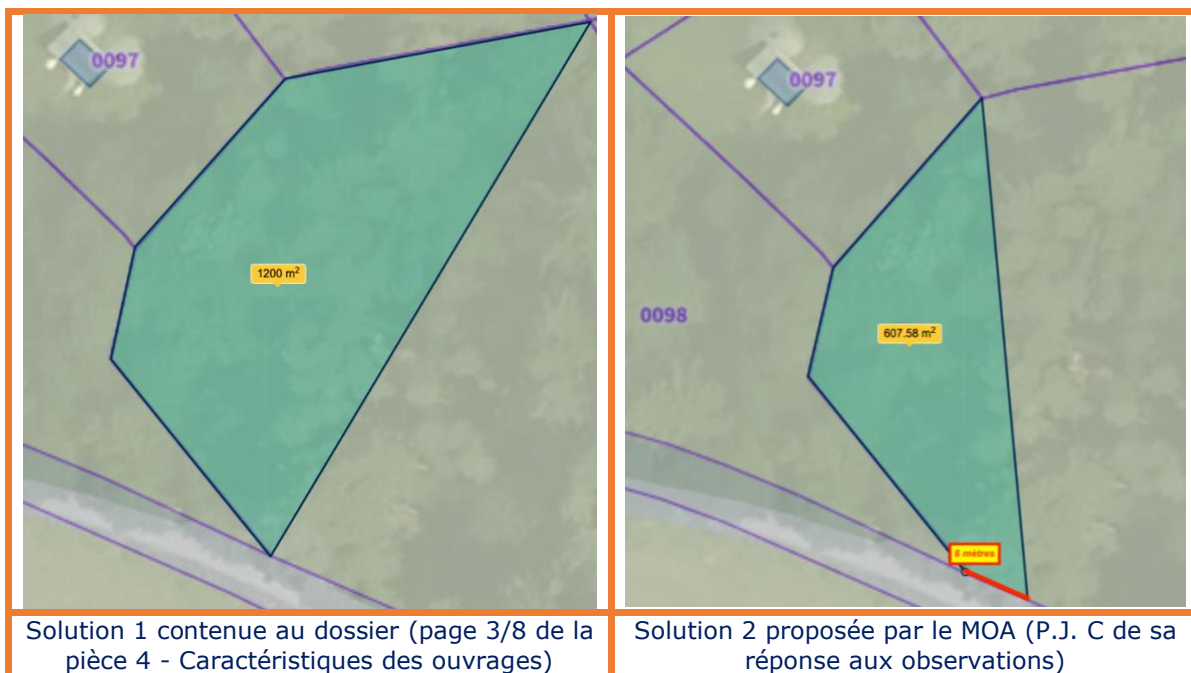 0097
1200 m²
Solution 1 contenue au dossier (page 3/8 de la
pièce 4 - Caractéristiques des ouvrages)
0097
0098
607.58 m²
6 mètres
Solution 2 proposée par le MOA (P.J. C de sa
réponse aux observations)